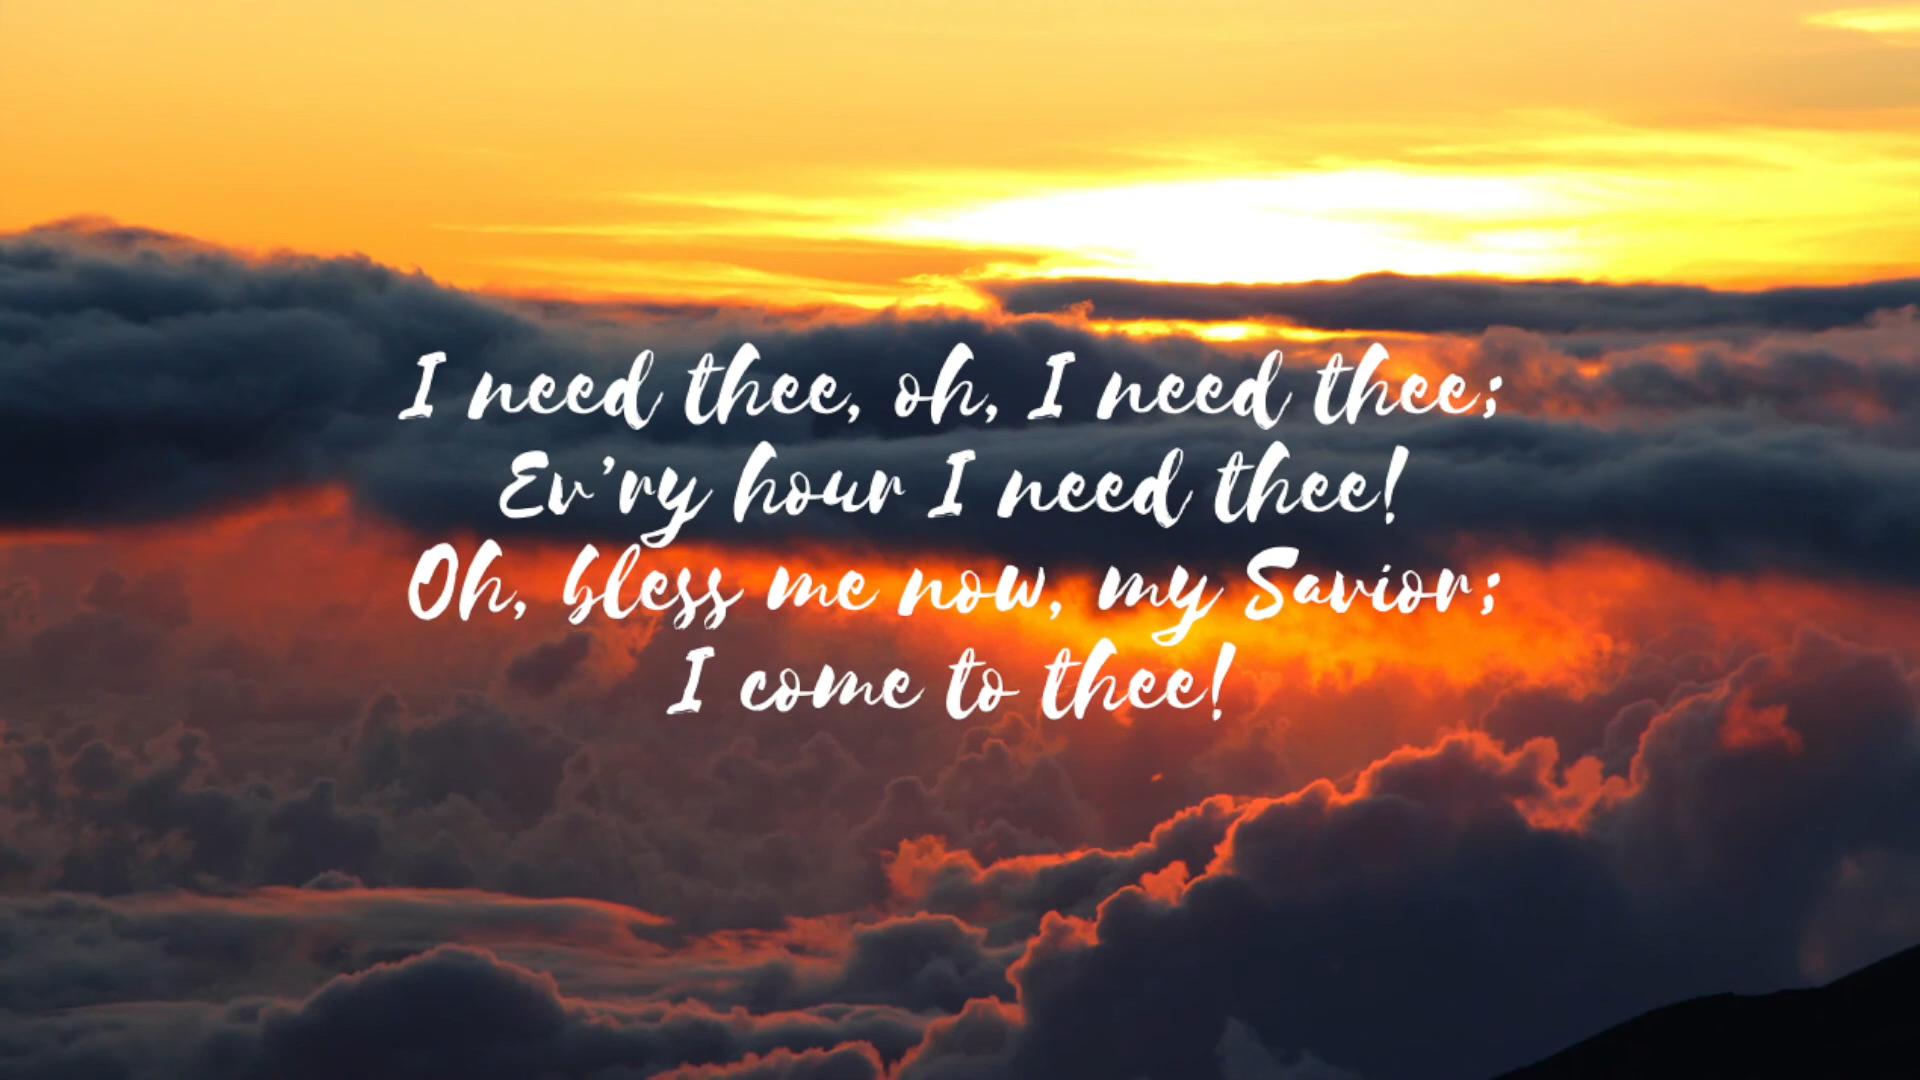 I need thee, oh, I need thee;
Ev'ry hour I need thee!
Oh, bless me now, my Savior;
I come to thee!